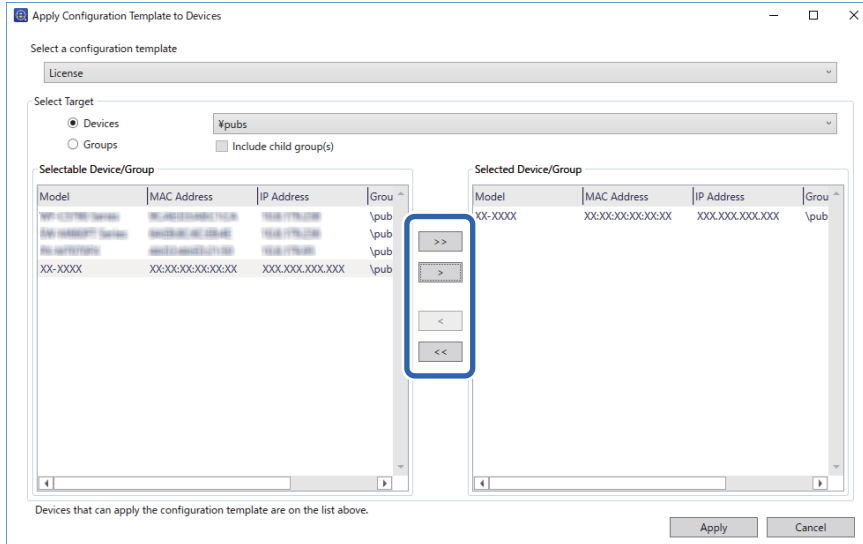 Apply Configuration Template to Devices
Select a configuration template
License
Select Target
Devices
¥pubs
Groups
Include child group(s)
Selectable Device/Group
Selected Device/Group
Model MAC Address IP Address Grou
Model MAC Address IP Address Grou
\pub
XX-XXXX XX:XX:XX:XX:XX:XX XXX.XXX.XXX.XXX \pub
\pub
>>
\pub
XX-XXXX XX:XX:XX:XX:XX:XX XXX.XXX.XXX.XXX \pub
>
<
<<
Devices that can apply the configuration template are on the list above.
Apply Cancel